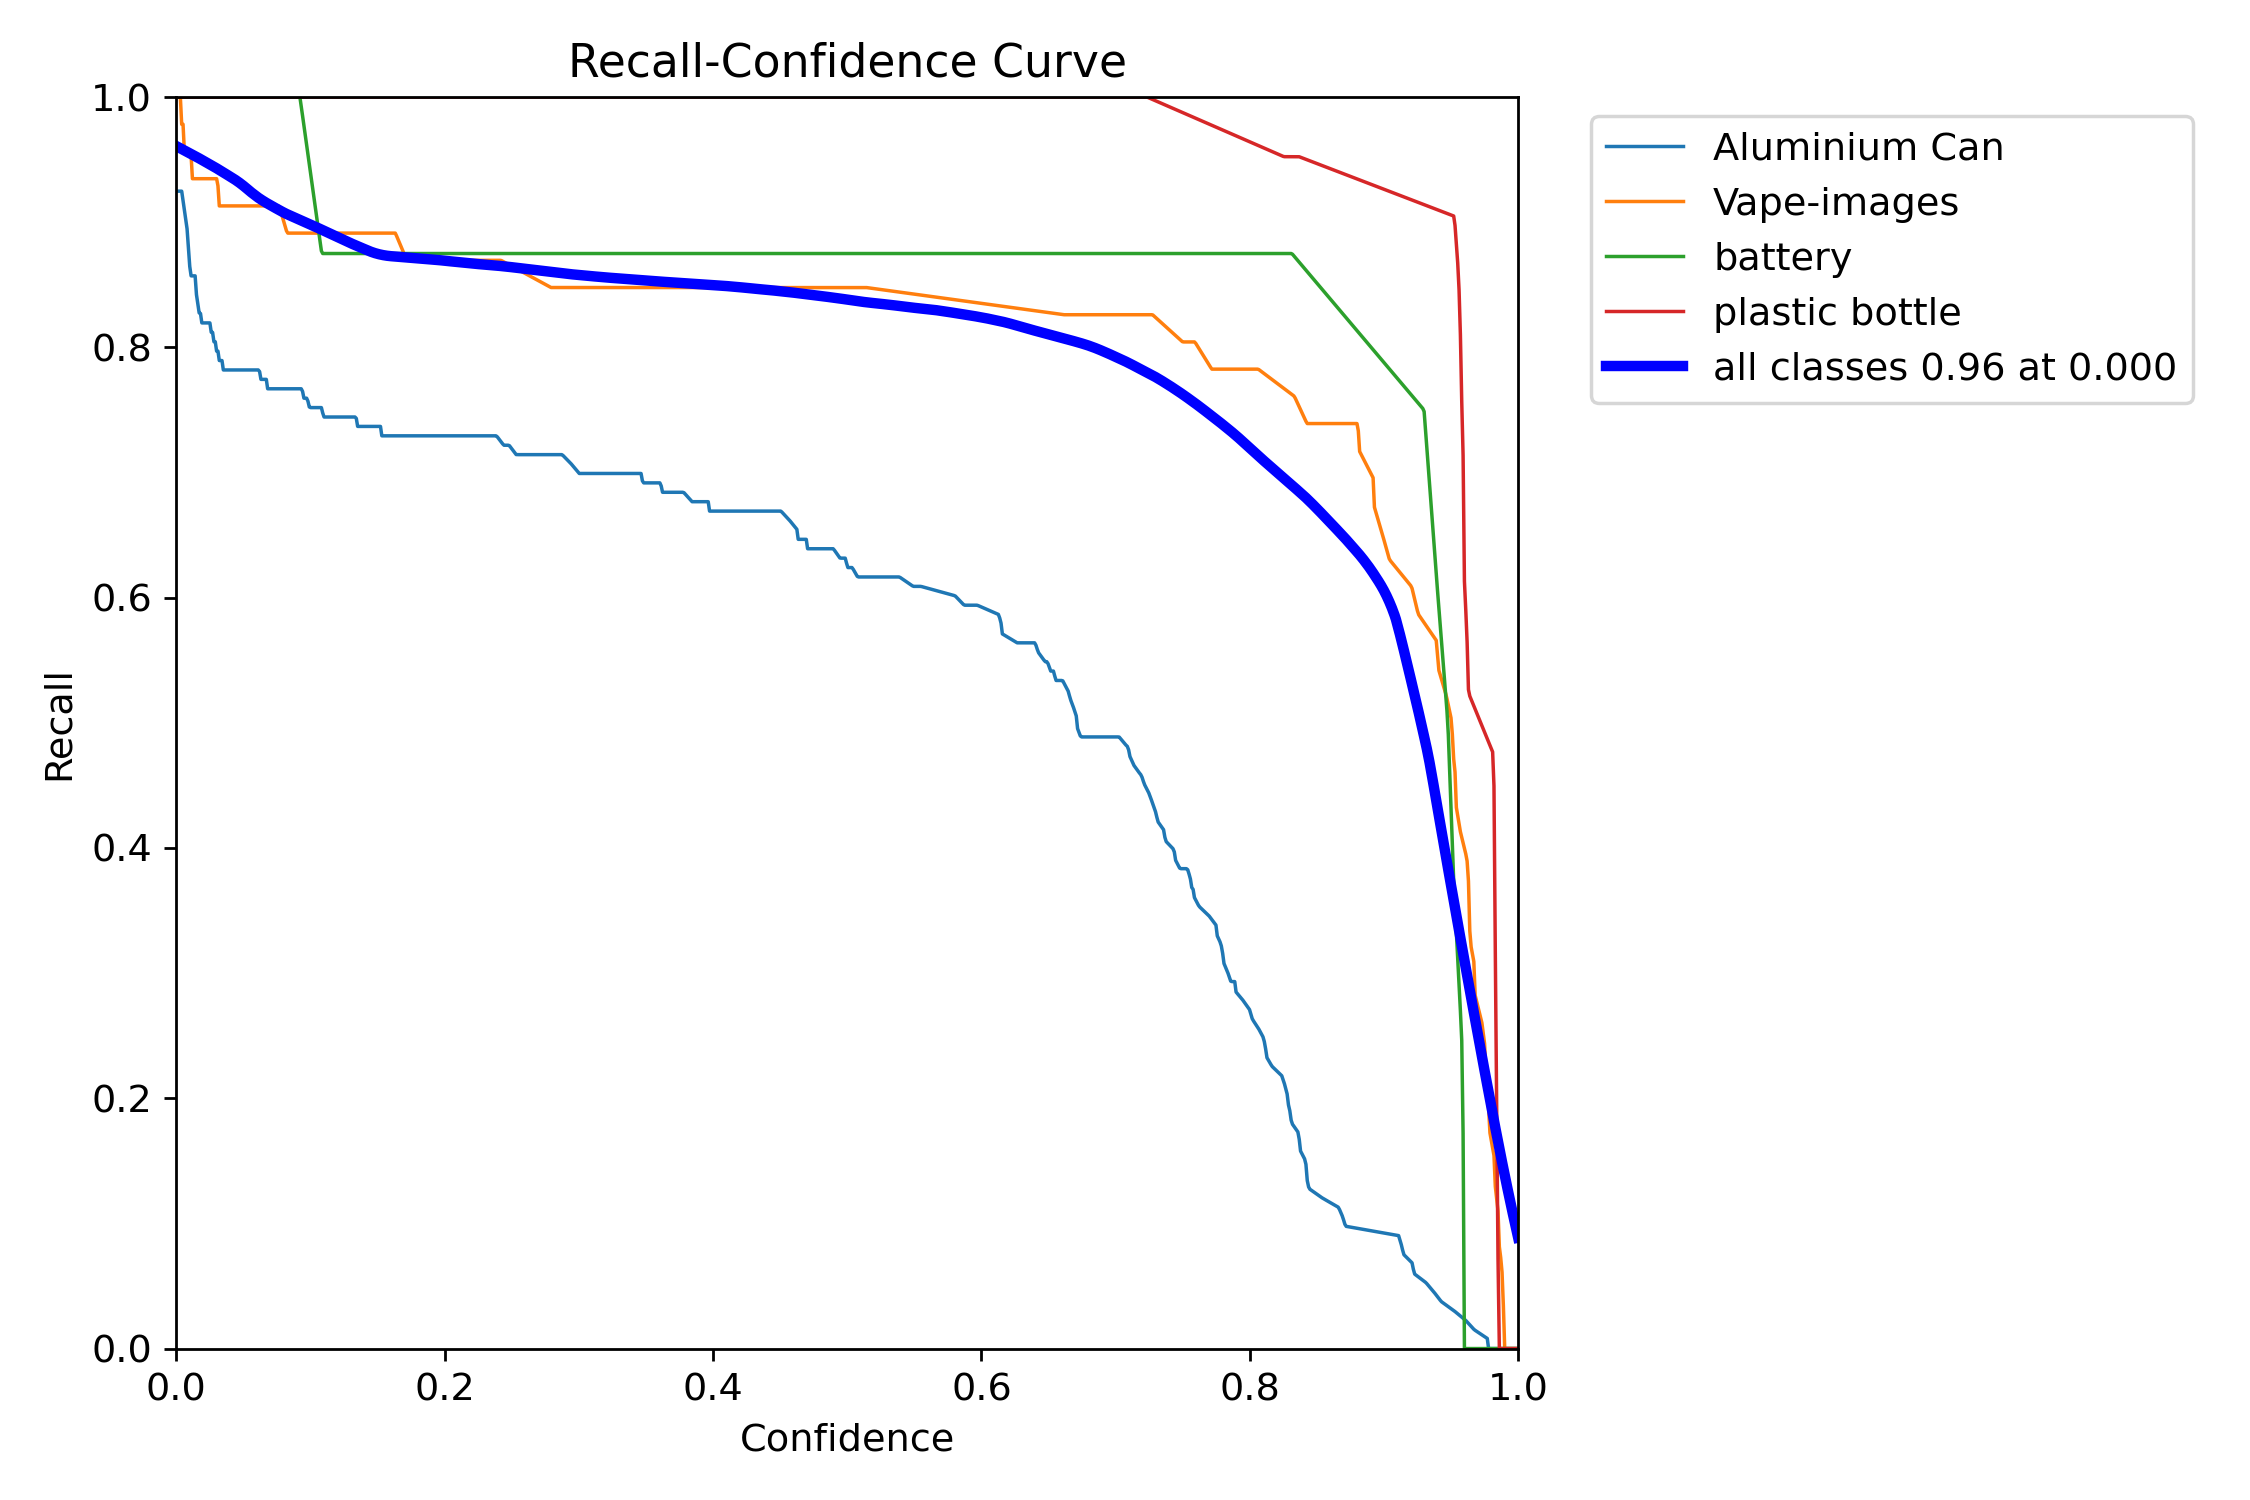 Recall-Confidence Curve
1.0
0.8
0.6
0.4
0.2
0.0
Recall
0.0 0.2 0.4 0.6 0.8 1.0
Confidence
Aluminium Can
Vape-images
battery
plastic bottle
all classes 0.96 at 0.000